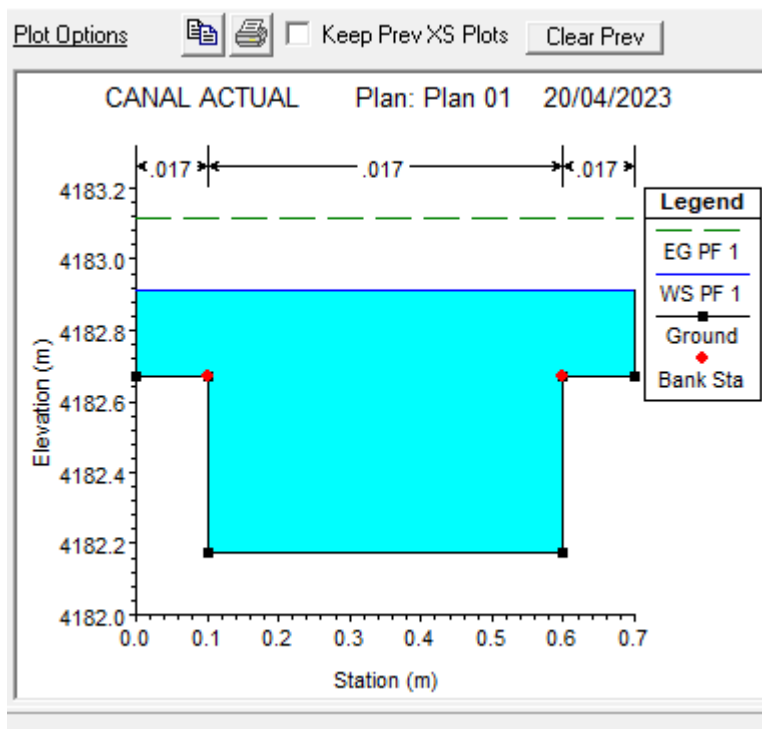 Plot Options Keep Prev XS Plots Clear Prev
CANAL ACTUAL Plan: Plan 01 20/04/2023
.017 .017 .017
4183.2
4183.0
4182.8
4182.6
4182.4
4182.2
4182.0
Elevation (m)
0.0 0.1 0.2 0.3 0.4 0.5 0.6 0.7
Station (m)
Legend
EG PF 1
WS PF 1
Ground
Bank Sta